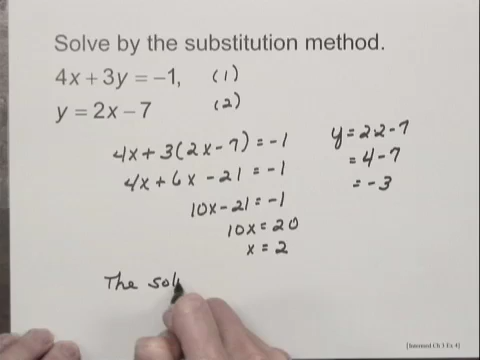 Solve by the substitution method.
4x + 3y = −1, (1)
y = 2x − 7 (2)
4x + 3(2x − 7) = −1
4x + 6x − 21 = −1
10x − 21 = −1
10x = 20
x = 2
y = 2·2 − 7
= 4 − 7
= −3
The sol
[Intermed Ch 3 Ex 4]